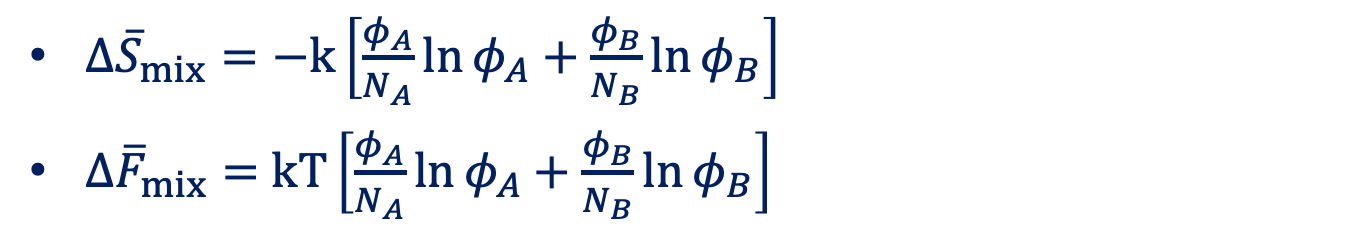 • ΔS̄_mix = −k [ϕ_A/N_A ln ϕ_A + ϕ_B/N_B ln ϕ_B]
• ΔF̄_mix = kT [ϕ_A/N_A ln ϕ_A + ϕ_B/N_B ln ϕ_B]